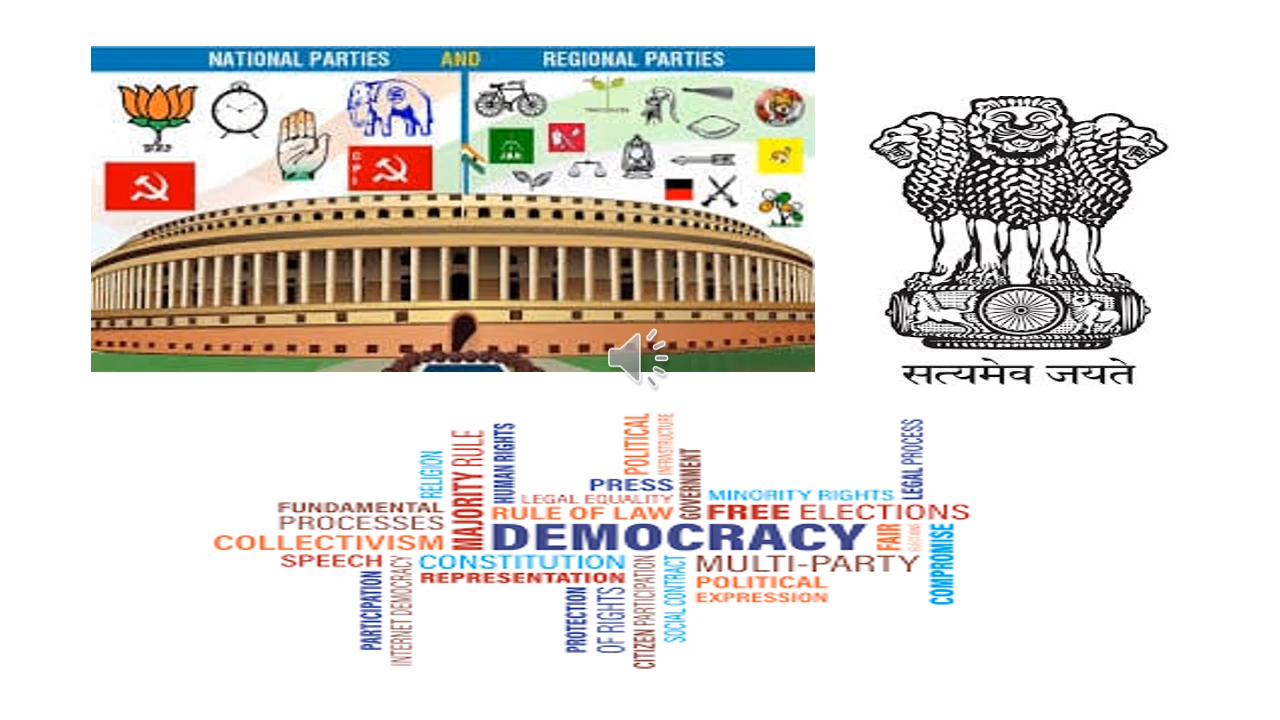 NATIONAL PARTIES AND REGIONAL PARTIES
CPI
सत्यमेव जयते
RELIGION
MAJORITY RULE
HUMAN RIGHTS
POLITICAL
INFRASTRUCTURE
GOVERNMENT
LEGAL PROCESS
PRESS
LEGAL EQUALITY
MINORITY RIGHTS
FUNDAMENTAL
PROCESSES
RULE OF LAW
FREE ELECTIONS
COLLECTIVISM
DEMOCRACY
FAIR
COMPROMISE
SPEECH
CONSTITUTION
MULTI-PARTY
REPRESENTATION
POLITICAL
EXPRESSION
PARTICIPATION
INTERNET DEMOCRACY
PROTECTION
OF RIGHTS
CITIZEN PARTICIPATION
SOCIAL CONTRACT